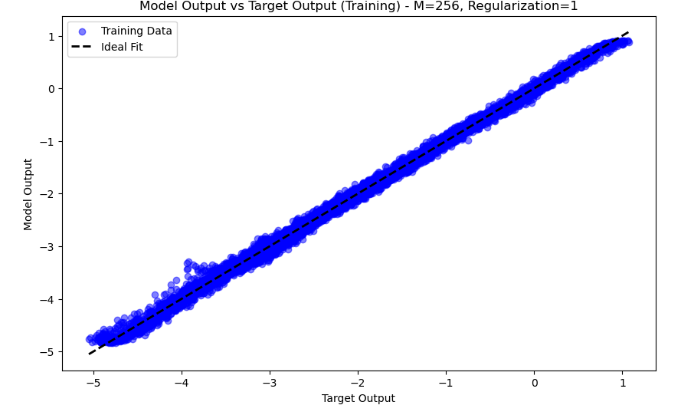 Model Output vs Target Output (Training) - M=256, Regularization=1
Training Data
Ideal Fit
1
0
−1
−2
−3
−4
−5
Model Output
−5 −4 −3 −2 −1 0 1
Target Output